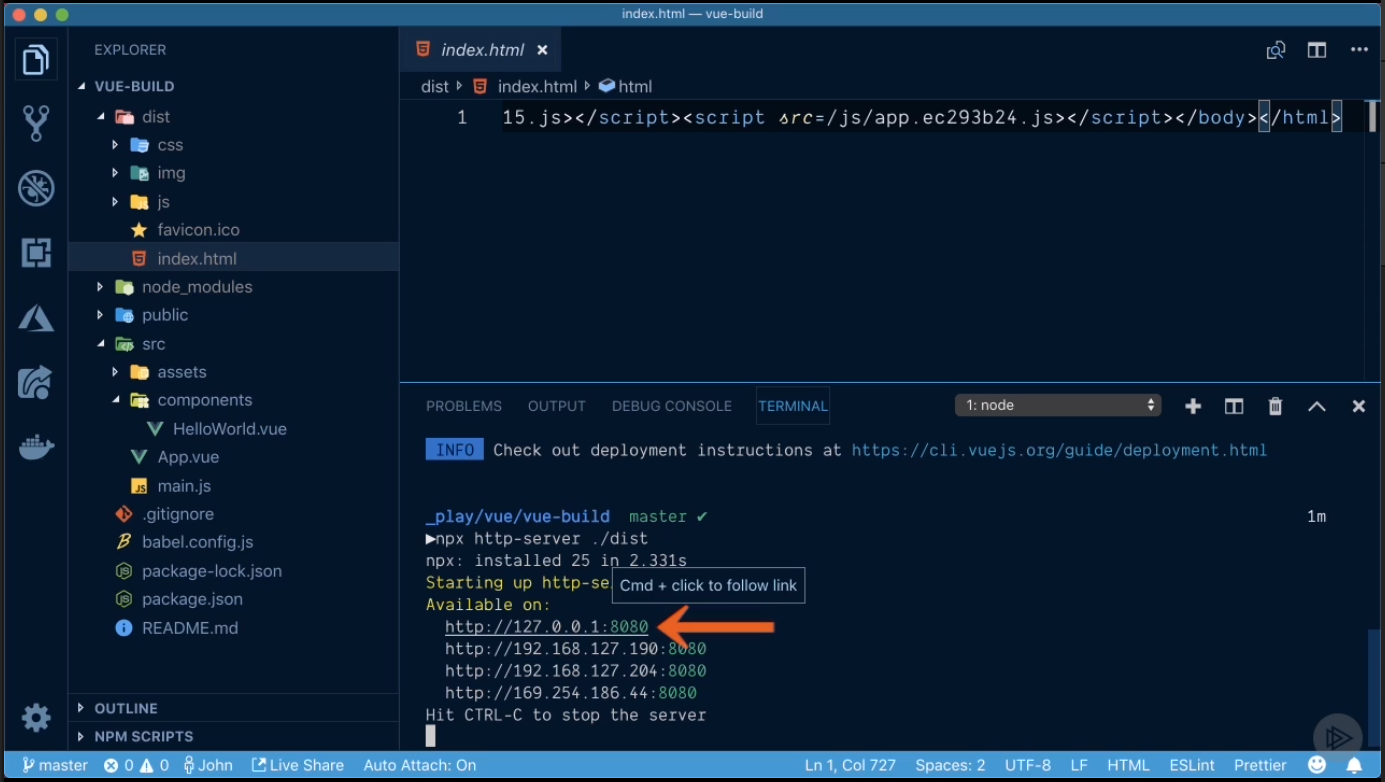 index.html — vue-build
EXPLORER
VUE-BUILD
dist
css
img
js
favicon.ico
index.html
node_modules
public
src
assets
components
HelloWorld.vue
App.vue
main.js
.gitignore
babel.config.js
package-lock.json
package.json
README.md
OUTLINE
NPM SCRIPTS
index.html
dist index.html html
1 15.js></script><script src=/js/app.ec293b24.js></script></body></html>
PROBLEMS OUTPUT DEBUG CONSOLE TERMINAL 1: node
INFO Check out deployment instructions at https://cli.vuejs.org/guide/deployment.html
_play/vue/vue-build master ✔ 1m
▶npx http-server ./dist
npx: installed 25 in 2.331s
Starting up http-se
Cmd + click to follow link
Available on:
http://127.0.0.1:8080
http://192.168.127.190:8080
http://192.168.127.204:8080
http://169.254.186.44:8080
Hit CTRL-C to stop the server
master 0 0 John Live Share Auto Attach: On Ln 1, Col 727 Spaces: 2 UTF-8 LF HTML ESLint Prettier